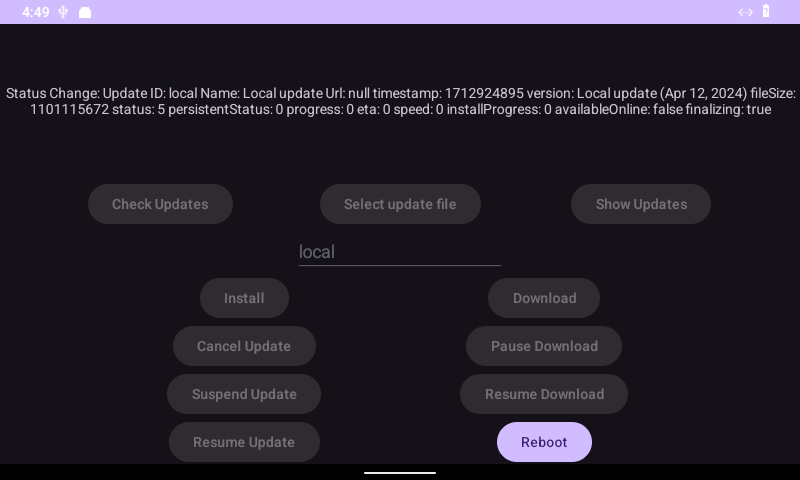 4:49
Status Change: Update ID: local Name: Local update Url: null timestamp: 1712924895 version: Local update (Apr 12, 2024) fileSize:
1101115672 status: 5 persistentStatus: 0 progress: 0 eta: 0 speed: 0 installProgress: 0 availableOnline: false finalizing: true
Check Updates Select update file Show Updates
local
Install Download
Cancel Update Pause Download
Suspend Update Resume Download
Resume Update Reboot